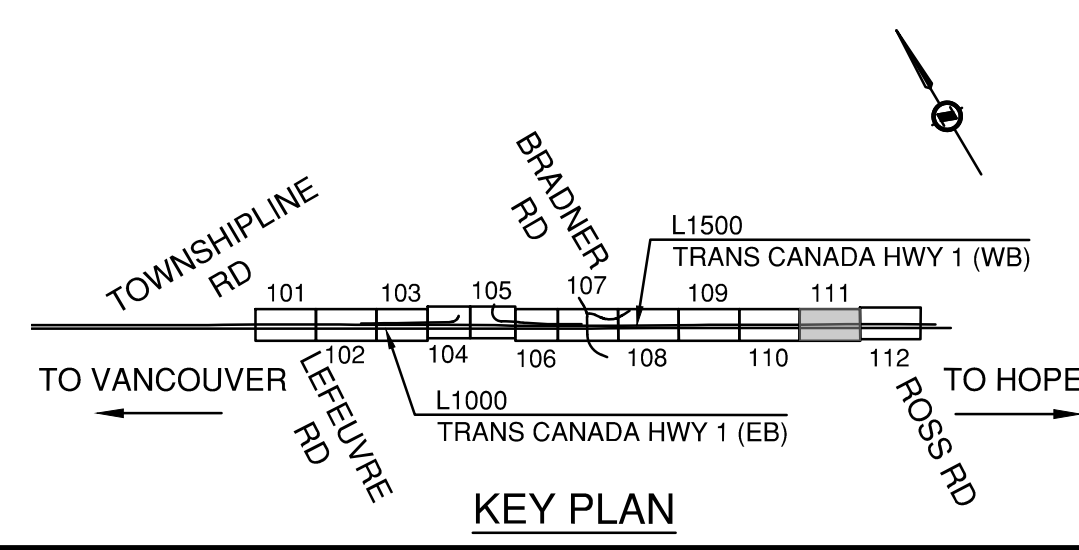 BRADNER
RD
TOWNSHIPLINE
RD
L1500
TRANS CANADA HWY 1 (WB)
101 103 105 107 109 111
102 104 106 108 110 112
TO VANCOUVER
LEFEUVRE
RD
L1000
TRANS CANADA HWY 1 (EB)
TO HOPE
ROSS RD
KEY PLAN